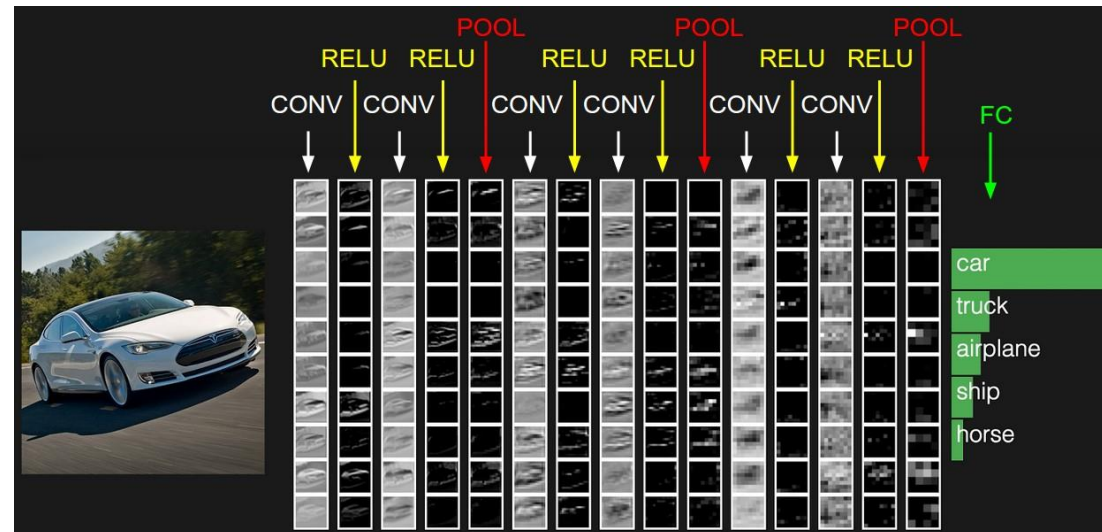 POOL POOL POOL
RELU RELU RELU RELU RELU RELU
CONV CONV CONV CONV CONV CONV
FC
car
truck
airplane
ship
horse